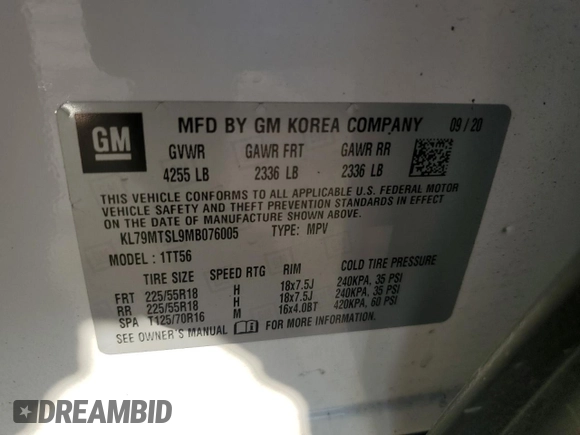 GM
MFD BY GM KOREA COMPANY 09/20
GVWR GAWR FRT GAWR RR
4255 LB 2336 LB 2336 LB
THIS VEHICLE CONFORMS TO ALL APPLICABLE U.S. FEDERAL MOTOR
VEHICLE SAFETY AND THEFT PREVENTION STANDARDS IN EFFECT
ON THE DATE OF MANUFACTURE SHOWN ABOVE.
KL79MTSL9MB076005 TYPE: MPV
MODEL: 1TT56
TIRE SIZE SPEED RTG RIM COLD TIRE PRESSURE
FRT 225/55R18 H 18x7.5J 240KPA, 35 PSI
RR 225/55R18 H 18x7.5J 240KPA, 35 PSI
SPA T125/70R16 M 16x4.0BT 420KPA, 60 PSI
SEE OWNER'S MANUAL FOR MORE INFORMATION.
DREAMBID